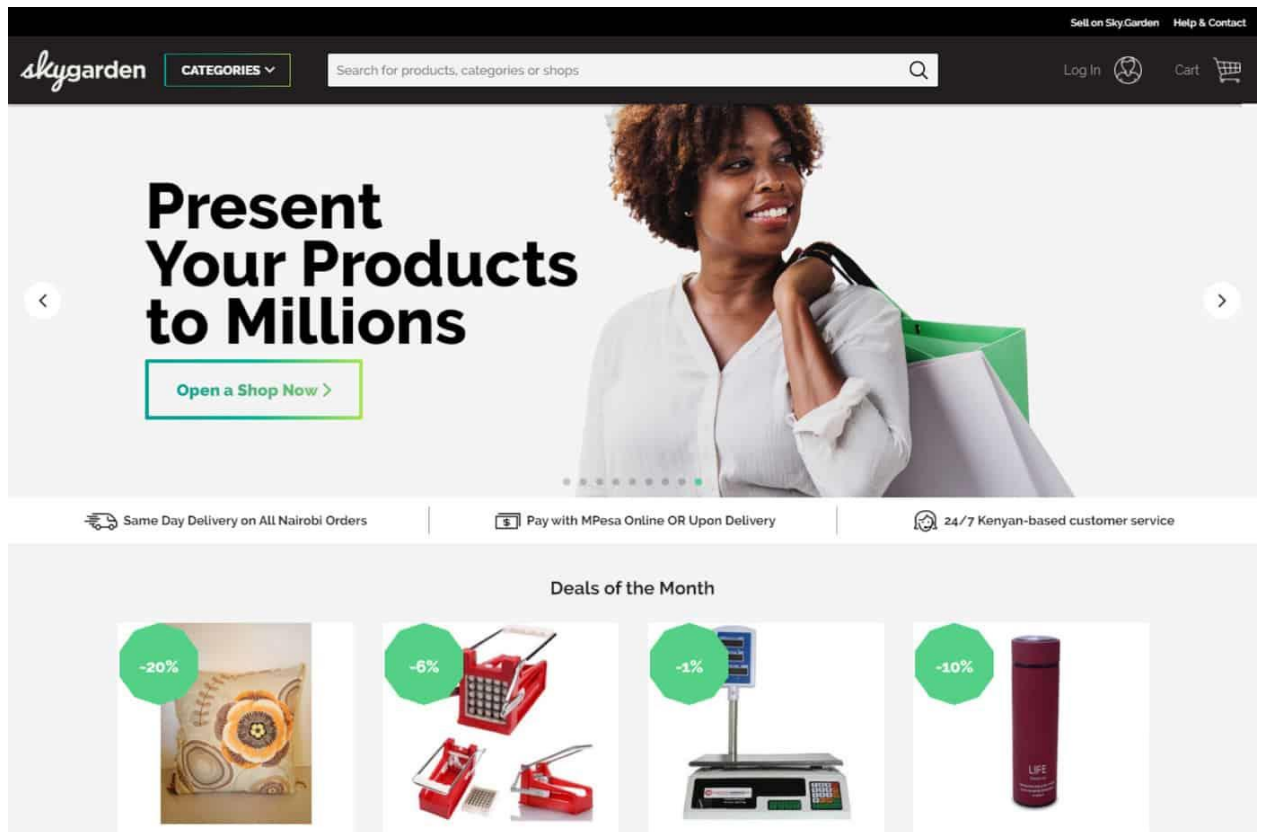 Sell on Sky.Garden Help & Contact
skygarden CATEGORIES Search for products, categories or shops Log In Cart
Present
Your Products
to Millions
Open a Shop Now
Same Day Delivery on All Nairobi Orders $ Pay with MPesa Online OR Upon Delivery 24/7 Kenyan-based customer service
Deals of the Month
-20% -6% -1% -10%
LIFE